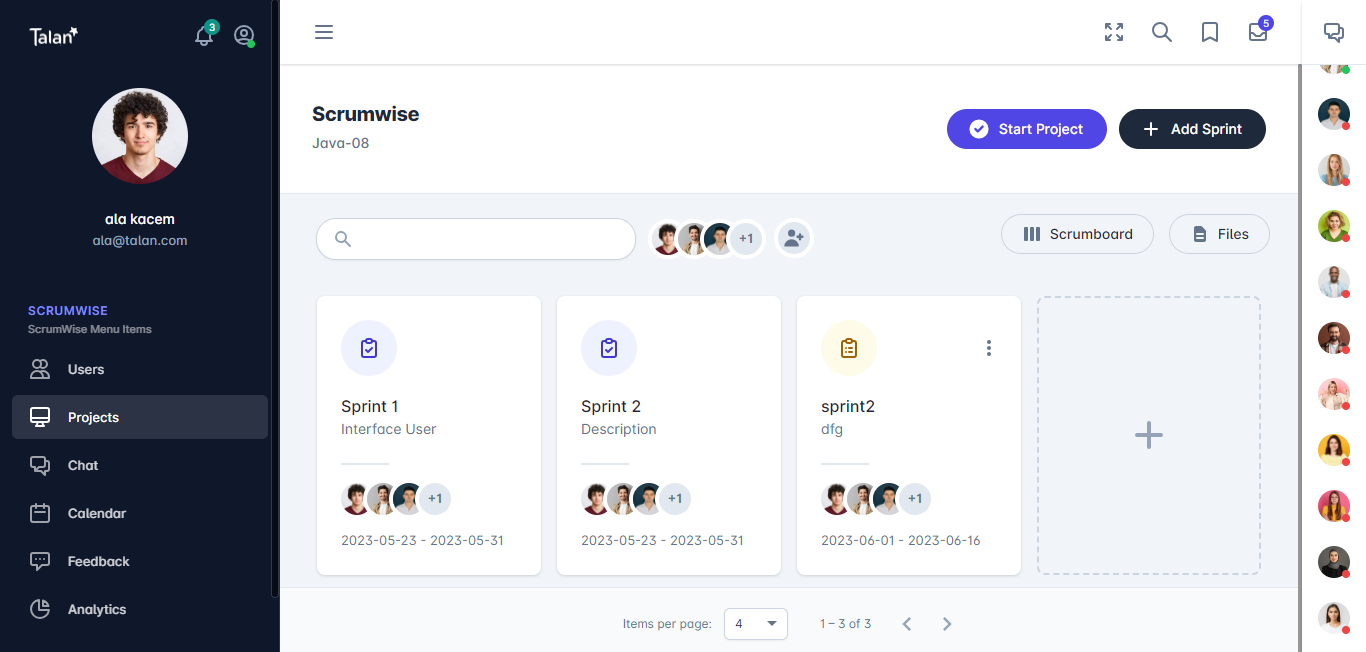 Talan
3
ala kacem
ala@talan.com
SCRUMWISE
ScrumWise Menu Items
Users
Projects
Chat
Calendar
Feedback
Analytics
5
Scrumwise
Java-08
Start Project
Add Sprint
+1
Scrumboard
Files
Sprint 1
Interface User
+1
2023-05-23 - 2023-05-31
Sprint 2
Description
+1
2023-05-23 - 2023-05-31
sprint2
dfg
+1
2023-06-01 - 2023-06-16
Items per page:
4
1 – 3 of 3